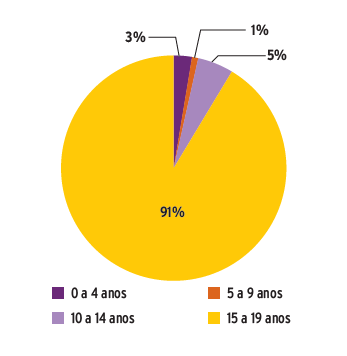 3%
1%
5%
91%
0 a 4 anos
5 a 9 anos
10 a 14 anos
15 a 19 anos